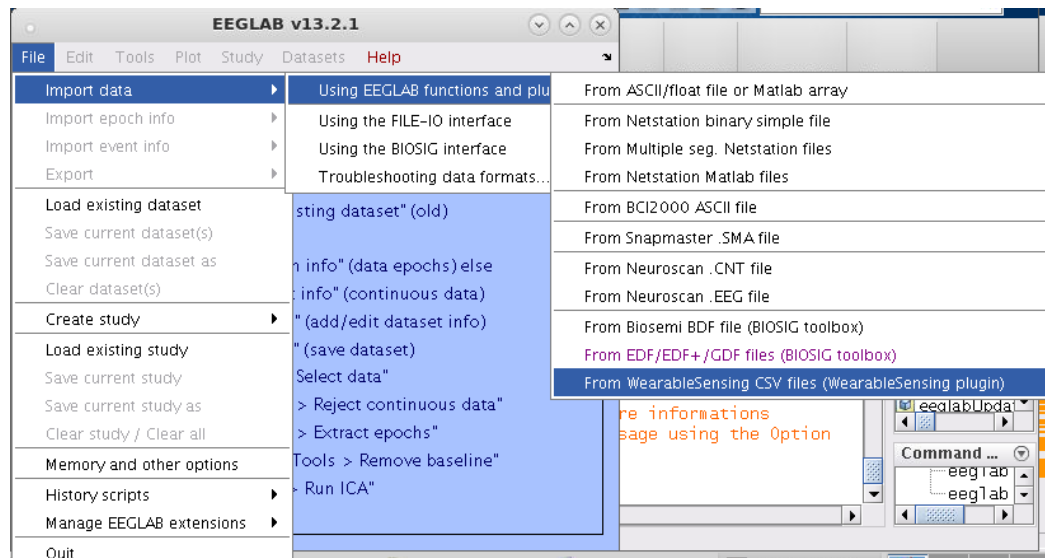 EEGLAB v13.2.1
File Edit Tools Plot Study Datasets Help
Import data
Import epoch info
Import event info
Export
Load existing dataset
Save current dataset(s)
Save current dataset as
Clear dataset(s)
Create study
Load existing study
Save current study
Save current study as
Clear study / Clear all
Memory and other options
History scripts
Manage EEGLAB extensions
Quit
Using EEGLAB functions and plu
Using the FILE-IO interface
Using the BIOSIG interface
Troubleshooting data formats...
From ASCII/float file or Matlab array
From Netstation binary simple file
From Multiple seg. Netstation files
From Netstation Matlab files
From BCI2000 ASCII file
From Snapmaster .SMA file
From Neuroscan .CNT file
From Neuroscan .EEG file
From Biosemi BDF file (BIOSIG toolbox)
From EDF/EDF+/GDF files (BIOSIG toolbox)
From WearableSensing CSV files (WearableSensing plugin)
sting dataset" (old)
info" (data epochs) else
info" (continuous data)
" (add/edit dataset info)
" (save dataset)
Select data"
> Reject continuous data"
> Extract epochs"
Tools > Remove baseline"
> Run ICA"
re informations
sage using the Option
eeglabUpdat
Command ...
eeglab
eeglab